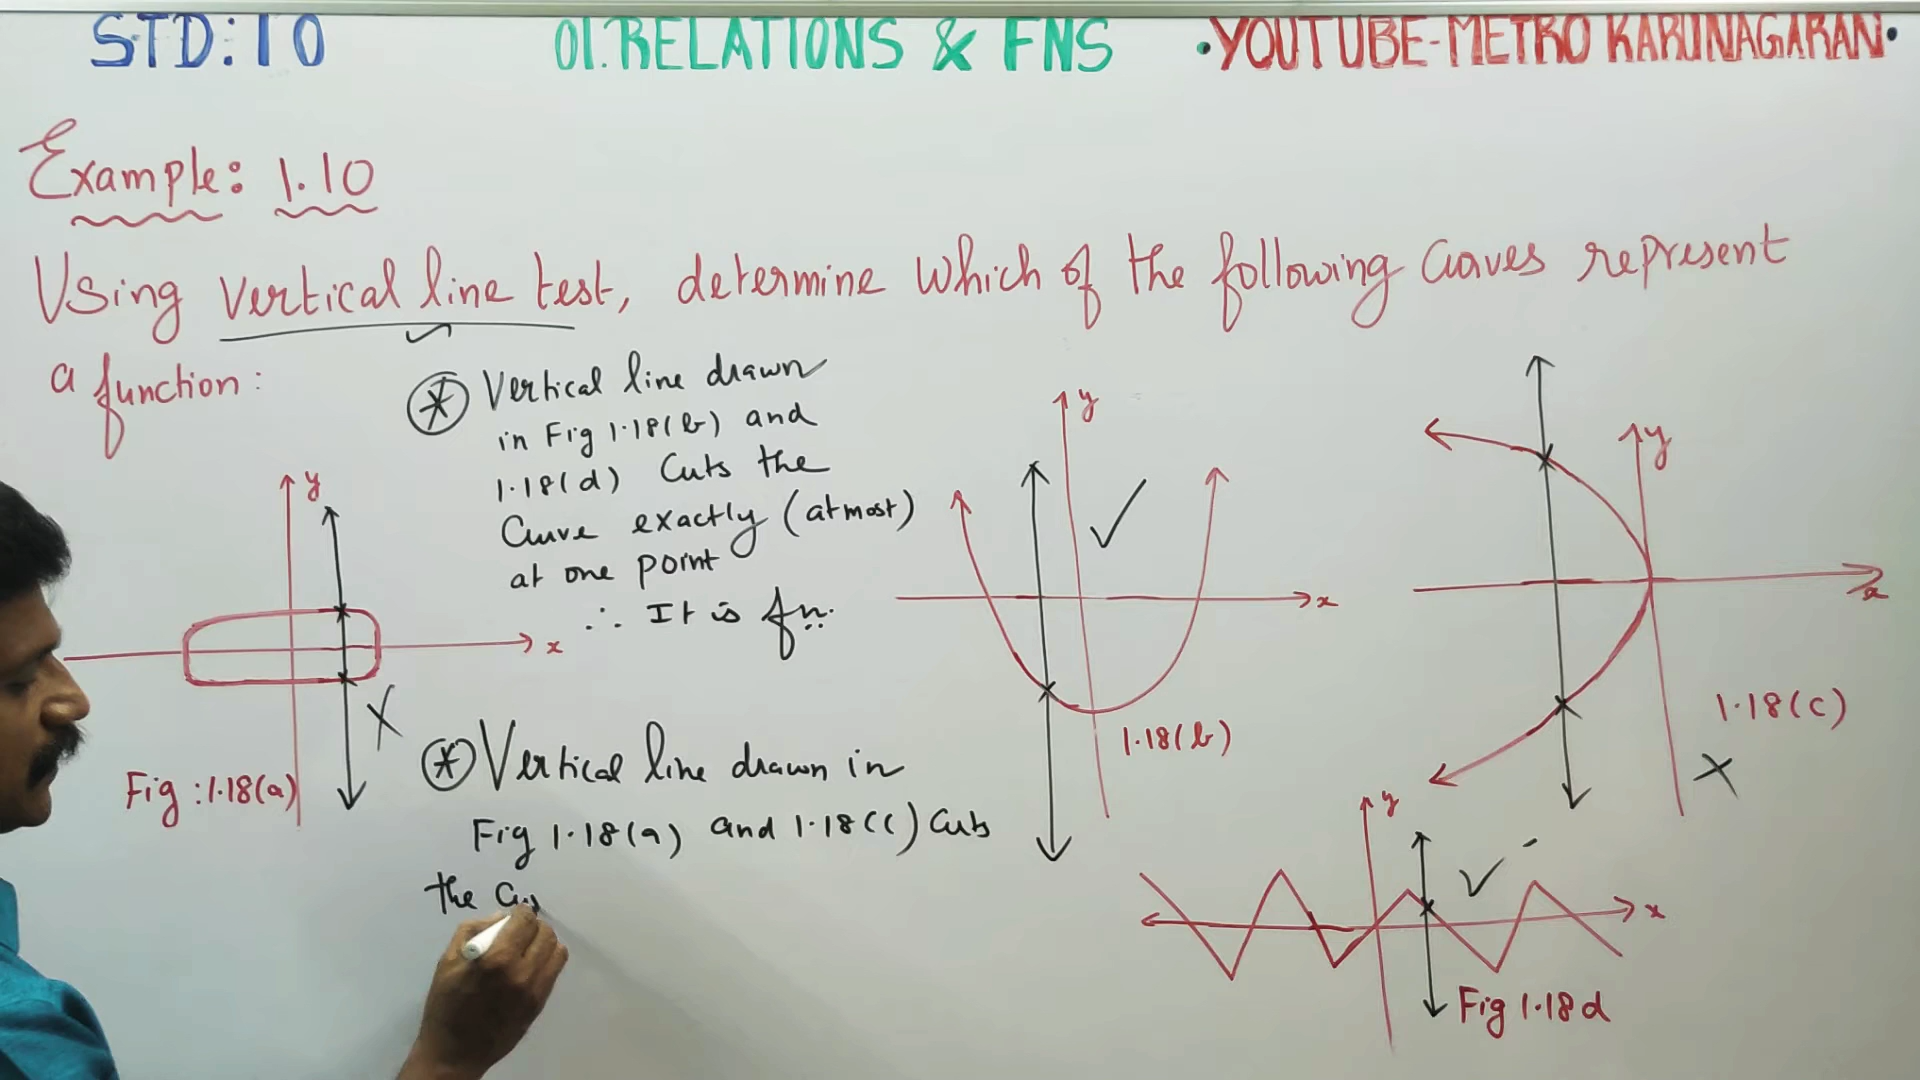 STD:10 01.RELATIONS & FNS •YOUTUBE-METRO KARUNAGARAN•
Example: 1.10
Using vertical line test, determine which of the following curves represent
a function:
Vertical line drawn
in Fig 1.18(b) and
1.18(d) Cuts the
Curve exactly (atmost)
at one point
∴ It is fn.
y
x
Fig :1.18(a)
y
x
1.18(b)
y
x
1.18(c)
Vertical line drawn in
Fig 1.18(a) and 1.18(c) cuts
the
y
x
Fig 1.18d